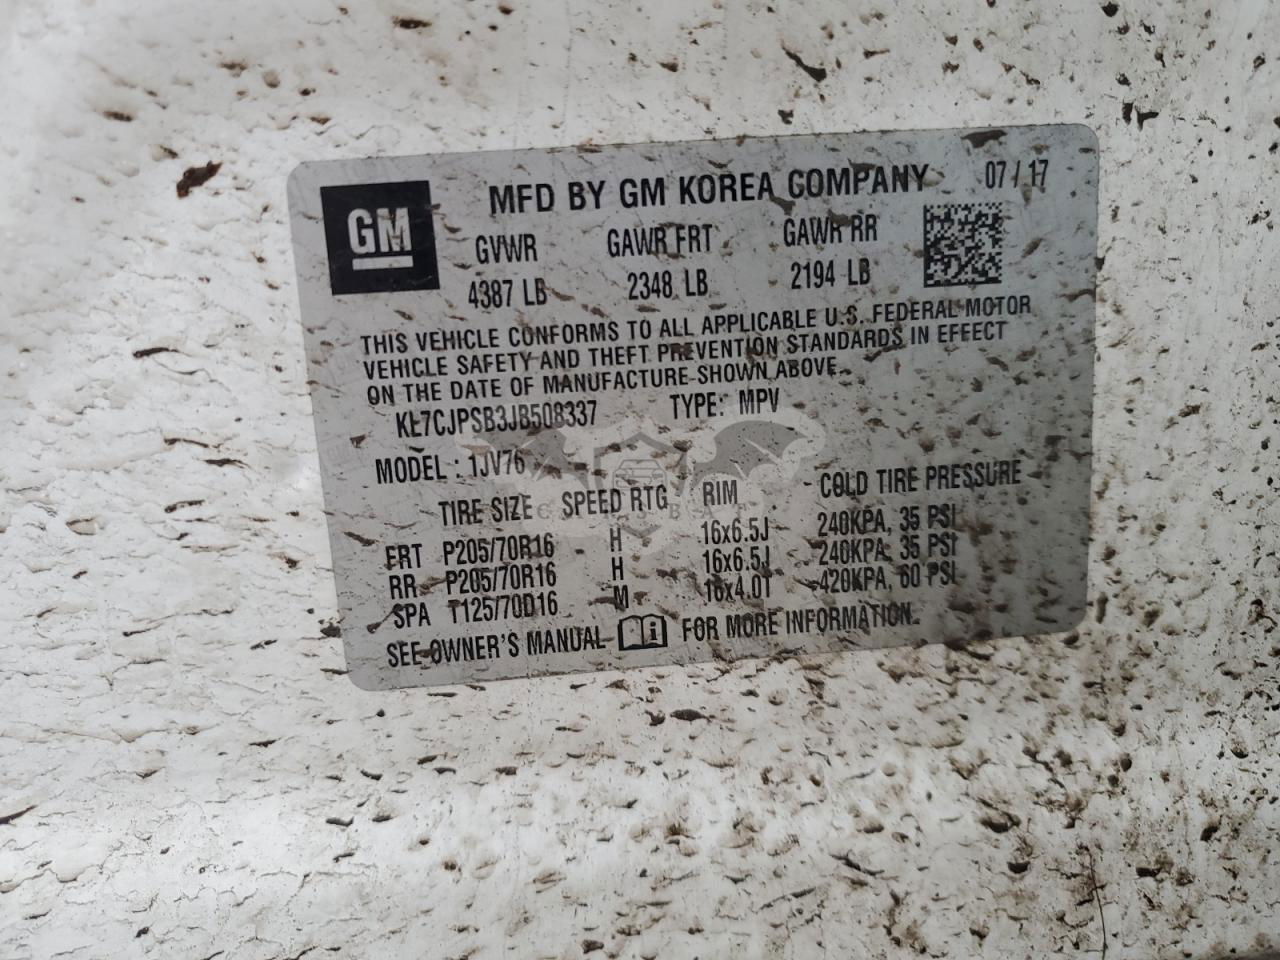 GM
MFD BY GM KOREA COMPANY 07/17
GVWR GAWR FRT GAWR RR
4387 LB 2348 LB 2194 LB
THIS VEHICLE CONFORMS TO ALL APPLICABLE U.S. FEDERAL MOTOR
VEHICLE SAFETY AND THEFT PREVENTION STANDARDS IN EFFECT
ON THE DATE OF MANUFACTURE SHOWN ABOVE.
KL7CJPSB3JB508337 TYPE: MPV
MODEL : 1JV76
TIRE SIZE SPEED RTG RIM COLD TIRE PRESSURE
FRT P205/70R16 H 16x6.5J 240KPA, 35 PSI
RR P205/70R16 H 16x6.5J 240KPA, 35 PSI
SPA T125/70D16 M 16x4.0T 420KPA, 60 PSI
SEE OWNER'S MANUAL FOR MORE INFORMATION.